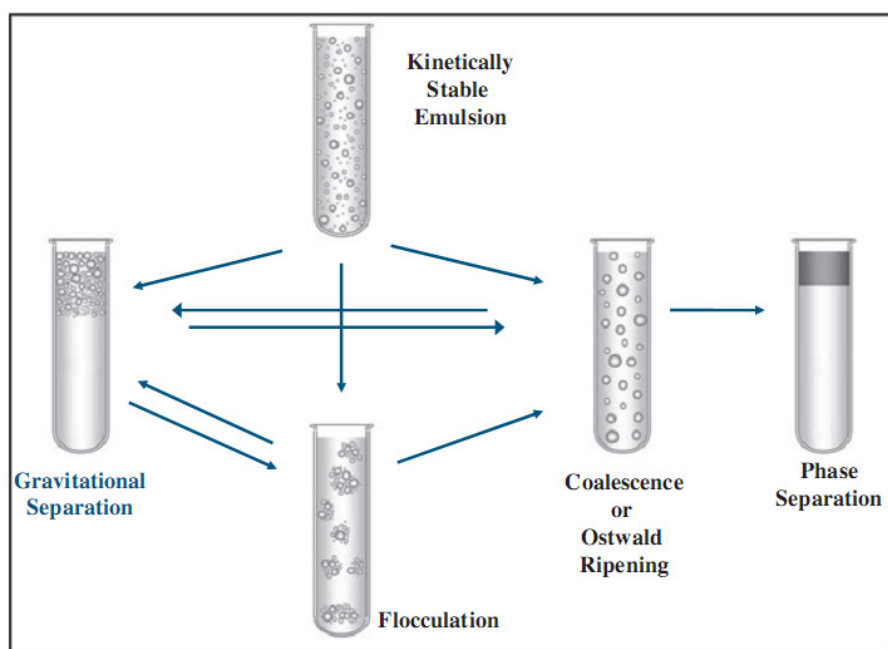 Kinetically
Stable
Emulsion
Gravitational
Separation
Flocculation
Coalescence
or
Ostwald
Ripening
Phase
Separation